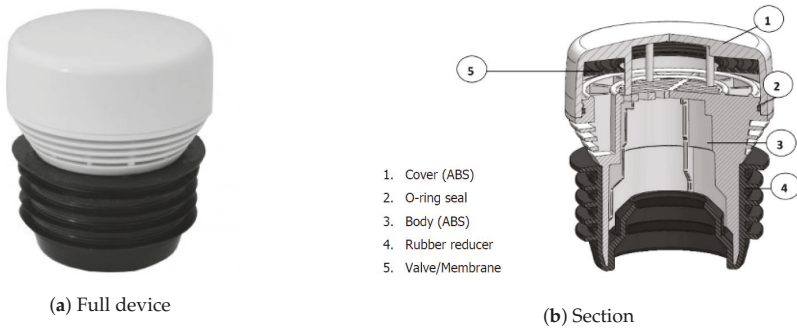 1
5
2
3
4
1. Cover (ABS)
2. O-ring seal
3. Body (ABS)
4. Rubber reducer
5. Valve/Membrane
(a) Full device
(b) Section